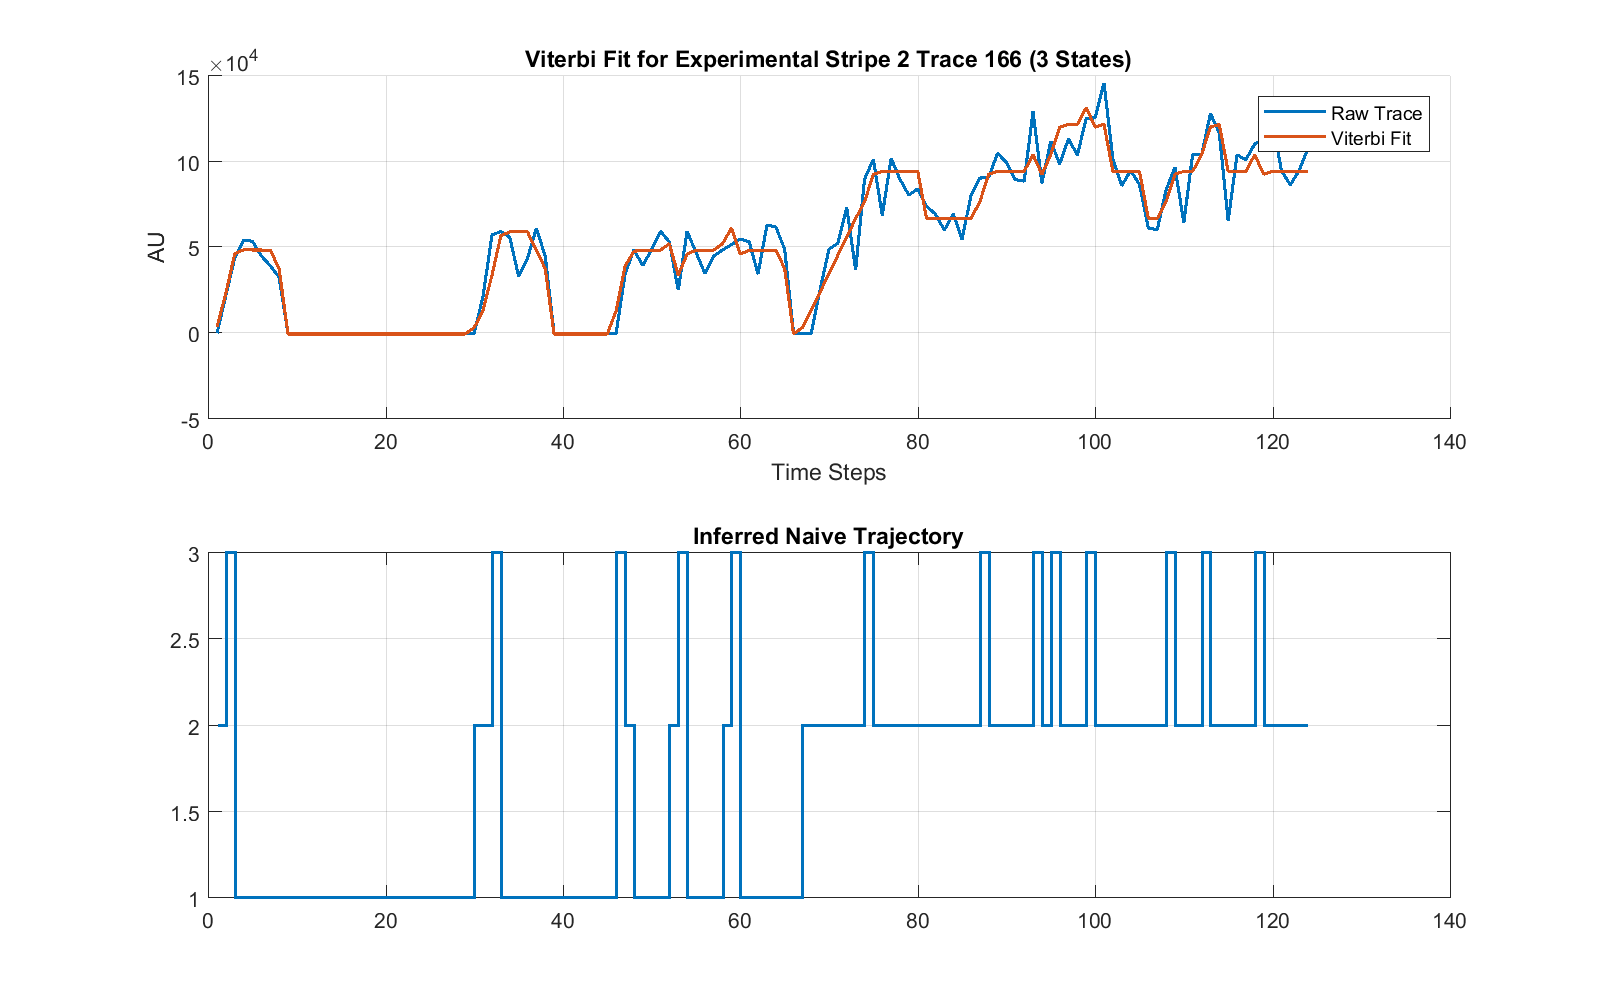 Viterbi Fit for Experimental Stripe 2 Trace 166 (3 States)
×10⁴
15
10
5
0
-5
AU
Raw Trace
Viterbi Fit
0 20 40 60 80 100 120 140
Time Steps
Inferred Naive Trajectory
3
2.5
2
1.5
1
0 20 40 60 80 100 120 140